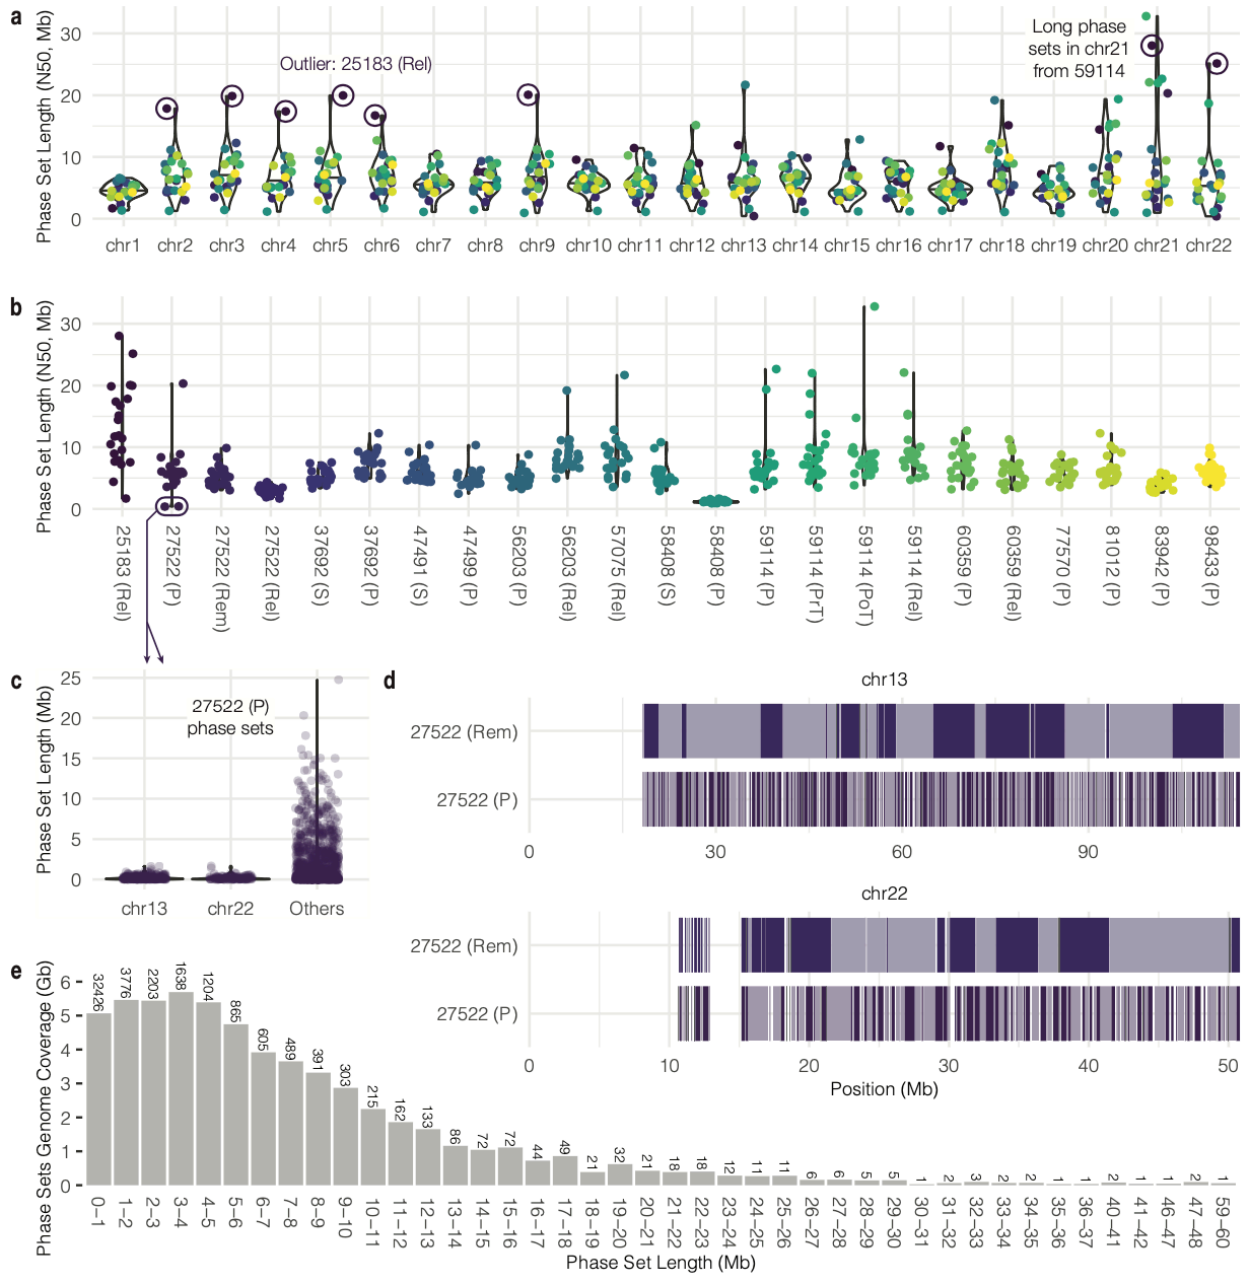 a
Phase Set Length (N50, Mb)
30
20
10
0
Outlier: 25183 (Rel)
Long phase
sets in chr21
from 59114
chr1 chr2 chr3 chr4 chr5 chr6 chr7 chr8 chr9 chr10 chr11 chr12 chr13 chr14 chr15 chr16 chr17 chr18 chr19 chr20 chr21 chr22
b
Phase Set Length (N50, Mb)
30
20
10
0
25183 (Rel)
27522 (P)
27522 (Rem)
27522 (Rel)
37692 (S)
37692 (P)
47491 (S)
47499 (P)
56203 (P)
56203 (Rel)
57075 (Rel)
58408 (S)
58408 (P)
59114 (P)
59114 (PrT)
59114 (PoT)
59114 (Rel)
60359 (P)
60359 (Rel)
77570 (P)
81012 (P)
83942 (P)
98433 (P)
c
Phase Set Length (Mb)
25
20
15
10
5
0
27522 (P)
phase sets
chr13 chr22 Others
d
chr13
27522 (Rem)
27522 (P)
0 30 60 90
chr22
27522 (Rem)
27522 (P)
0 10 20 30 40 50
Position (Mb)
e
Phase Sets Genome Coverage (Gb)
6
5
4
3
2
1
0
32426 3776 2203 1638 1204 865 605 489 391 303 215 162 133 86 72 72 44 49 21 32 21 18 18 12 11 11 6 6 5 5 1 2 3 2 2 1 1 2 1 1 2 1
0–1 1–2 2–3 3–4 4–5 5–6 6–7 7–8 8–9 9–10 10–11 11–12 12–13 13–14 14–15 15–16 16–17 17–18 18–19 19–20 20–21 21–22 22–23 23–24 24–25 25–26 26–27 27–28 28–29 29–30 30–31 31–32 32–33 33–34 34–35 35–36 36–37 40–41 41–42 46–47 47–48 59–60
Phase Set Length (Mb)